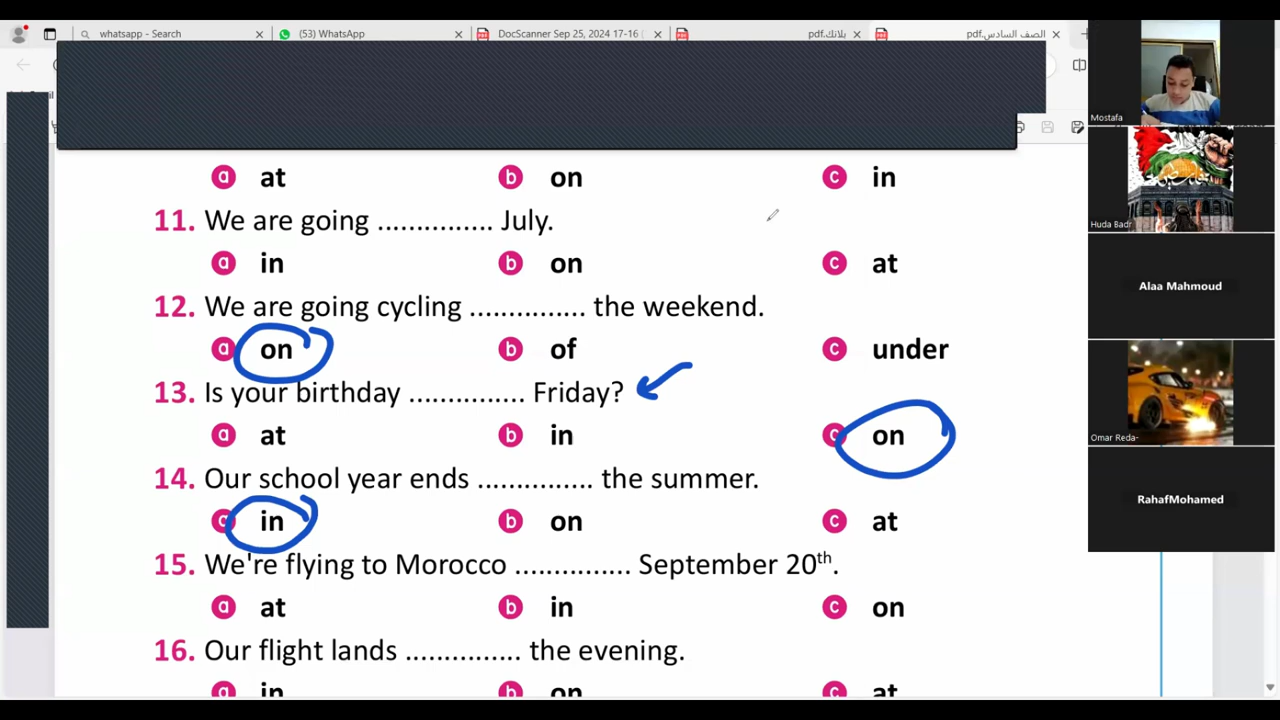 whatsapp - Search
(53) WhatsApp
DocScanner Sep 25, 2024 17-16
بلانك.pdf
الصف السادس.pdf
a at b on c in
11. We are going ............... July.
a in b on c at
12. We are going cycling ............... the weekend.
a on b of c under
13. Is your birthday ............... Friday?
a at b in c on
14. Our school year ends ............... the summer.
a in b on c at
15. We're flying to Morocco ............... September 20th.
a at b in c on
16. Our flight lands ............... the evening.
a in b on c at
Mostafa
Huda Badr
Alaa Mahmoud
Omar Reda-
RahafMohamed